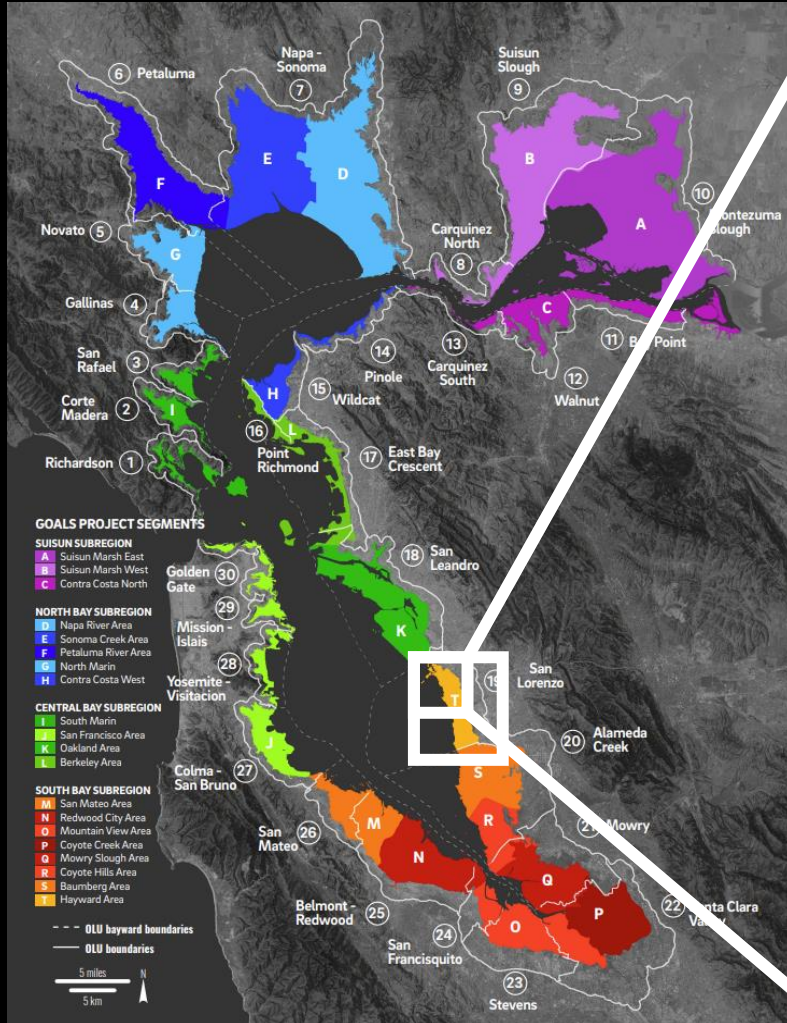 6 Petaluma
Napa -
Sonoma
7
Suisun
Slough
9
B
F
E
D
A
10
Montezuma
Slough
Novato 5
G
Carquinez
North
8
Gallinas
4
C
11 Bay Point
San
Rafael
3
14
Pinole
13
Carquinez
South
12
Walnut
Corte
Madera
2
I
H
15
Wildcat
16
Point
Richmond
L
Richardson 1
17
East Bay
Crescent
GOALS PROJECT SEGMENTS
SUISUN SUBREGION
A Suisun Marsh East
B Suisun Marsh West
C Contra Costa North
NORTH BAY SUBREGION
D Napa River Area
E Sonoma Creek Area
F Petaluma River Area
G North Marin
H Contra Costa West
CENTRAL BAY SUBREGION
I South Marin
J San Francisco Area
K Oakland Area
L Berkeley Area
SOUTH BAY SUBREGION
M San Mateo Area
N Redwood City Area
O Mountain View Area
P Coyote Creek Area
Q Mowry Slough Area
R Coyote Hills Area
S Baumberg Area
T Hayward Area
OLU bayward boundaries
OLU boundaries
5 miles
5 km
N
Golden
Gate
30
29
Mission -
Islais
28
Yosemite -
Visitacion
J
27
Colma -
San Bruno
18
San
Leandro
K
19
San
Lorenzo
T
20
Alameda
Creek
S
R
21 Mowry
San
Mateo
26
M
N
Q
P
O
22
Santa Clara
Valley
Belmont -
Redwood
25
24
San
Francisquito
23
Stevens